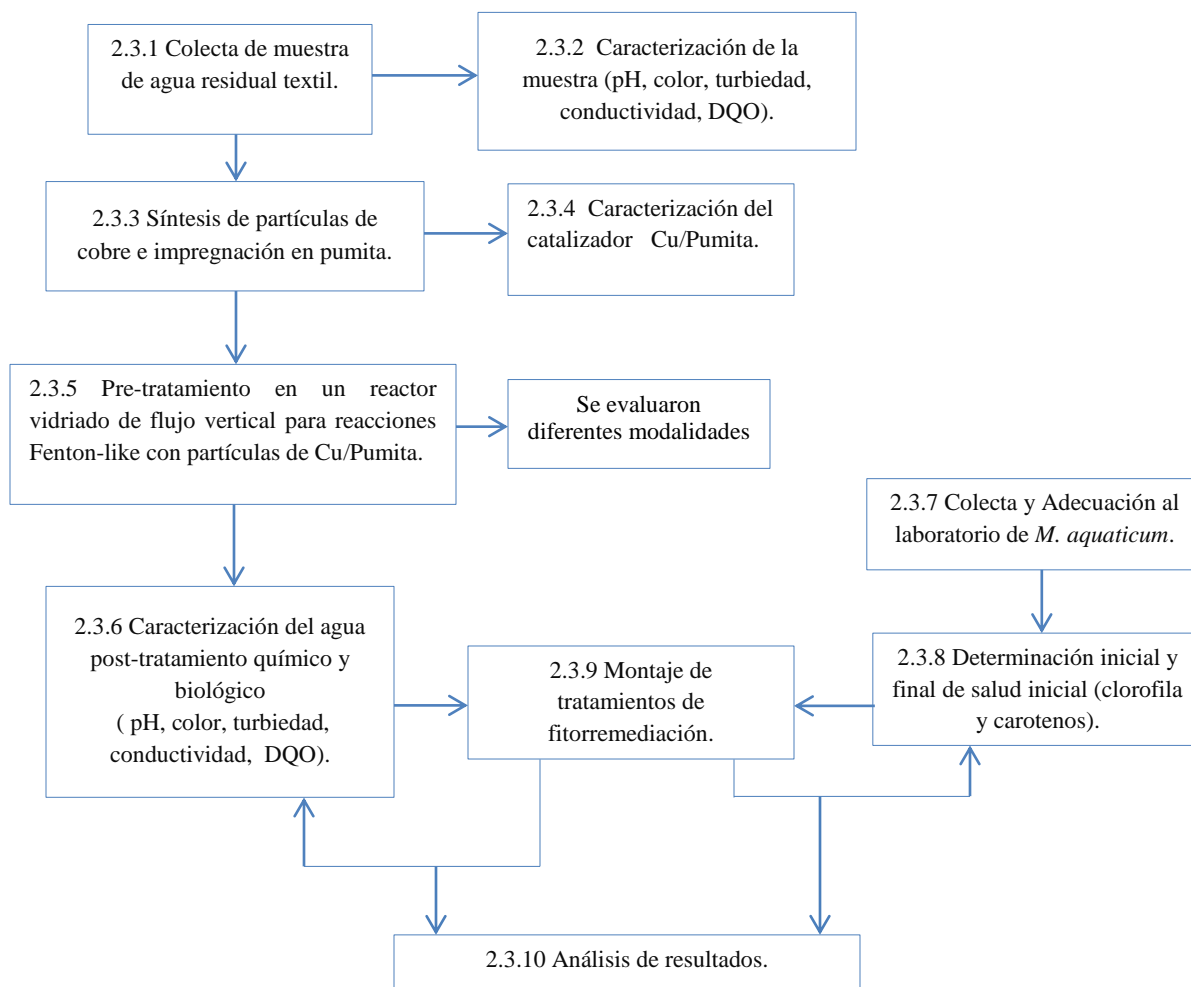 2.3.1 Colecta de muestra
de agua residual textil.
2.3.2 Caracterización de la
muestra (pH, color, turbiedad,
conductividad, DQO).
2.3.3 Síntesis de partículas de
cobre e impregnación en pumita.
2.3.4 Caracterización del
catalizador Cu/Pumita.
2.3.5 Pre-tratamiento en un reactor
vidriado de flujo vertical para reacciones
Fenton-like con partículas de Cu/Pumita.
Se evaluaron
diferentes modalidades
2.3.7 Colecta y Adecuación al
laboratorio de M. aquaticum.
2.3.6 Caracterización del agua
post-tratamiento químico y
biológico
( pH, color, turbiedad,
conductividad, DQO).
2.3.9 Montaje de
tratamientos de
fitorremediación.
2.3.8 Determinación inicial y
final de salud inicial (clorofila
y carotenos).
2.3.10 Análisis de resultados.